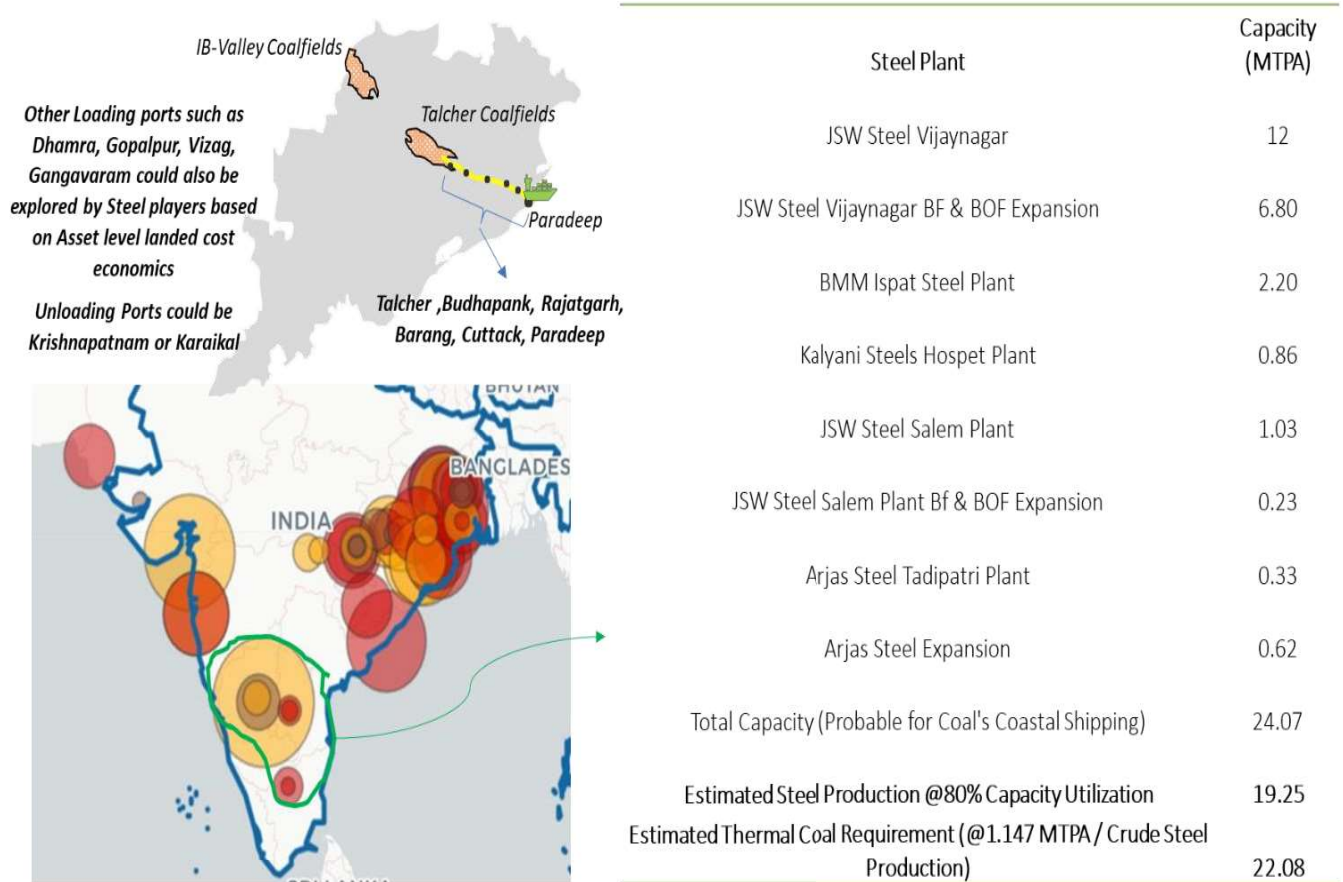 IB-Valley Coalfields
Talcher Coalfields
Other Loading ports such as
Dhamra, Gopalpur, Vizag,
Gangavaram could also be
explored by Steel players based
on Asset level landed cost
economics
Unloading Ports could be
Krishnapatnam or Karaikal
Paradeep
Talcher ,Budhapank, Rajatgarh,
Barang, Cuttack, Paradeep
BHUTAN
BANGLADES
INDIA
Steel Plant
Capacity
(MTPA)
JSW Steel Vijaynagar 12
JSW Steel Vijaynagar BF & BOF Expansion 6.80
BMM Ispat Steel Plant 2.20
Kalyani Steels Hospet Plant 0.86
JSW Steel Salem Plant 1.03
JSW Steel Salem Plant Bf & BOF Expansion 0.23
Arjas Steel Tadipatri Plant 0.33
Arjas Steel Expansion 0.62
Total Capacity (Probable for Coal's Coastal Shipping) 24.07
Estimated Steel Production @80% Capacity Utilization 19.25
Estimated Thermal Coal Requirement (@1.147 MTPA / Crude Steel
Production) 22.08